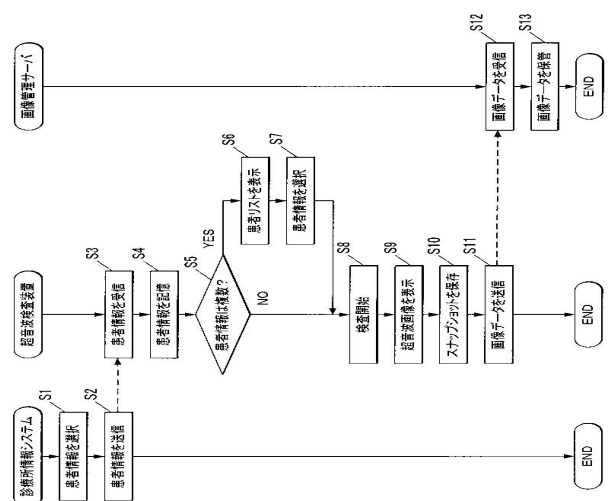 診療所情報システム
S1
患者情報を選択
S2
患者情報を送信
END
超音波検査装置
S3
患者情報を受信
S4
患者情報を記憶
S5
患者情報は複数?
YES
NO
S6
患者リストを表示
S7
患者情報を選択
S8
検査開始
S9
超音波画像を表示
S10
スナップショットを保存
S11
画像データを送信
END
画像管理サーバ
S12
画像データを受信
S13
画像データを保管
END